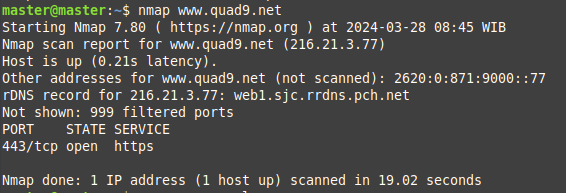 master@master:~$ nmap www.quad9.net
Starting Nmap 7.80 ( https://nmap.org ) at 2024-03-28 08:45 WIB
Nmap scan report for www.quad9.net (216.21.3.77)
Host is up (0.21s latency).
Other addresses for www.quad9.net (not scanned): 2620:0:871:9000::77
rDNS record for 216.21.3.77: web1.sjc.rrdns.pch.net
Not shown: 999 filtered ports
PORT    STATE SERVICE
443/tcp open  https

Nmap done: 1 IP address (1 host up) scanned in 19.02 seconds